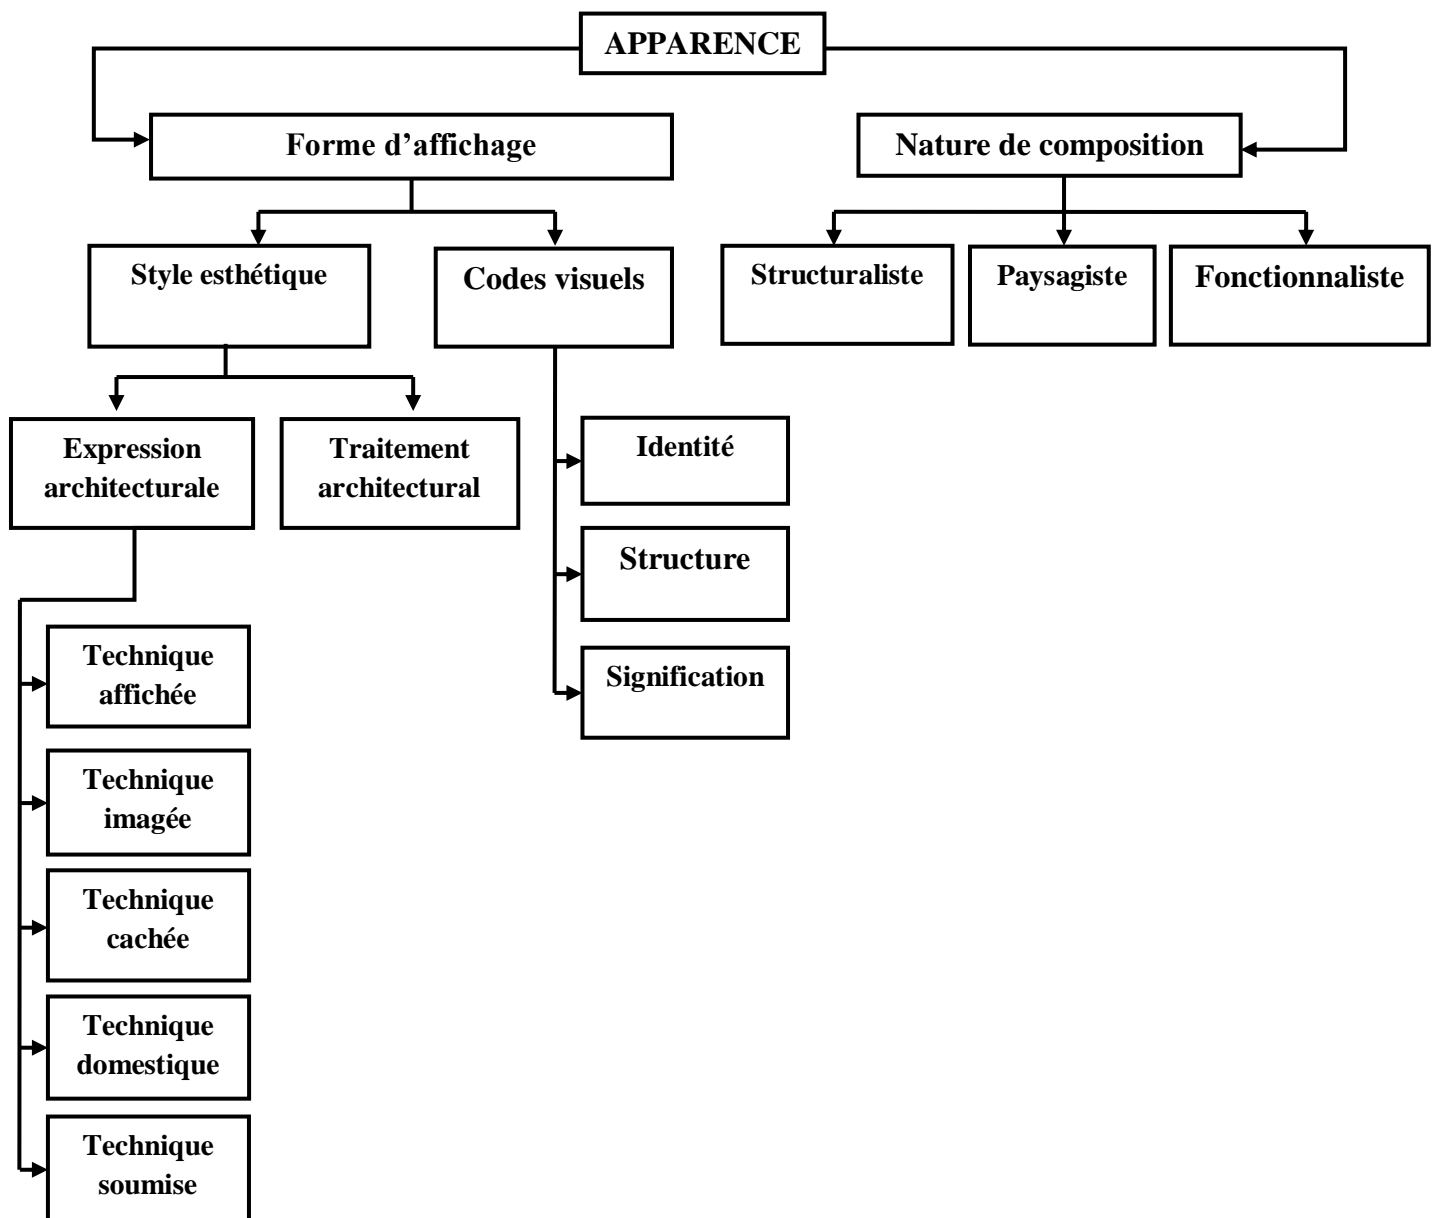 APPARENCE
Forme d’affichage
Nature de composition
Style esthétique
Codes visuels
Structuraliste
Paysagiste
Fonctionnaliste
Expression
architecturale
Traitement
architectural
Identité
Structure
Signification
Technique
affichée
Technique
imagée
Technique
cachée
Technique
domestique
Technique
soumise